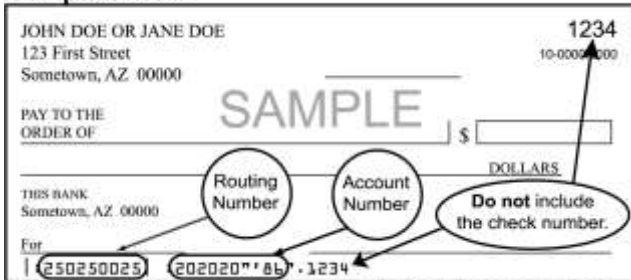 JOHN DOE OR JANE DOE
1234
123 First Street
Sometown, AZ 00000
SAMPLE
PAY TO THE
ORDER OF
$
DOLLARS
Routing
Number
Account
Number
Do not include
the check number.
THIS BANK
Sometown, AZ 00000
For
250250025 202020"'86".1234